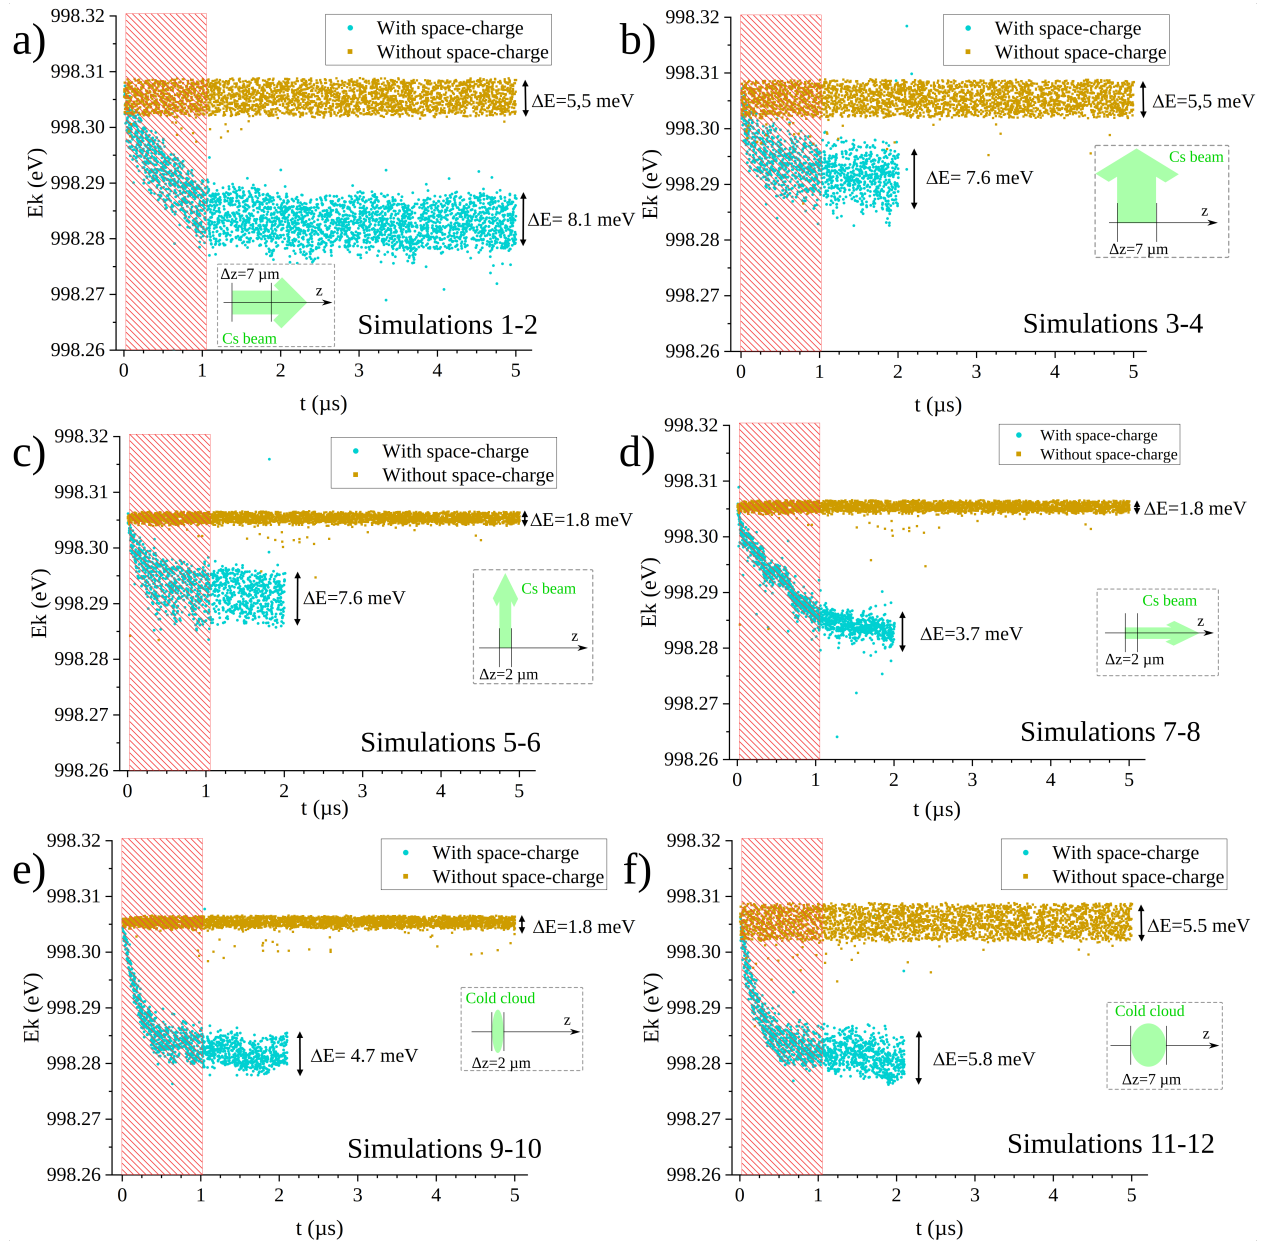 a)
With space-charge
Without space-charge
998.32
998.31
998.30
998.29
998.28
998.27
998.26
Ek (eV)
ΔE=5,5 meV
ΔE= 8.1 meV
Δz=7 µm
z
Cs beam
Simulations 1-2
0 1 2 3 4 5
t (µs)
b)
With space-charge
Without space-charge
998.32
998.31
998.30
998.29
998.28
998.27
998.26
Ek (eV)
ΔE=5,5 meV
ΔE= 7.6 meV
Cs beam
z
Δz=7 µm
Simulations 3-4
0 1 2 3 4 5
t (µs)
c)
With space-charge
Without space-charge
998.32
998.31
998.30
998.29
998.28
998.27
998.26
Ek (eV)
ΔE=1.8 meV
ΔE=7.6 meV
Cs beam
z
Δz=2 µm
Simulations 5-6
0 1 2 3 4 5
t (µs)
d)
With space-charge
Without space-charge
998.32
998.31
998.30
998.29
998.28
998.27
998.26
Ek (eV)
ΔE=1.8 meV
ΔE=3.7 meV
Cs beam
z
Δz=2 µm
Simulations 7-8
0 1 2 3 4 5
t (µs)
e)
With space-charge
Without space-charge
998.32
998.31
998.30
998.29
998.28
998.27
998.26
Ek (eV)
ΔE=1.8 meV
ΔE= 4.7 meV
Cold cloud
z
Δz=2 µm
Simulations 9-10
0 1 2 3 4 5
t (µs)
f)
With space-charge
Without space-charge
998.32
998.31
998.30
998.29
998.28
998.27
998.26
Ek (eV)
ΔE=5.5 meV
ΔE=5.8 meV
Cold cloud
z
Δz=7 µm
Simulations 11-12
0 1 2 3 4 5
t (µs)